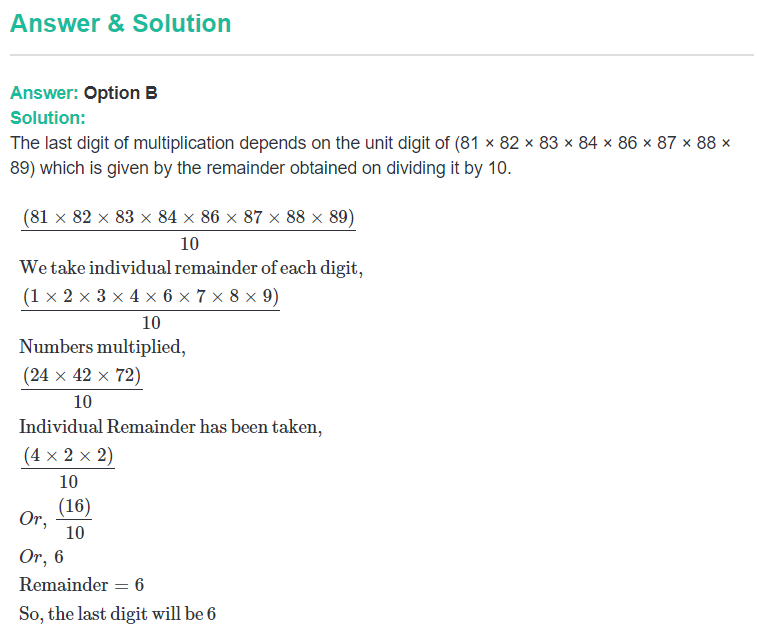 Answer & Solution
Answer: Option B
Solution:
The last digit of multiplication depends on the unit digit of (81 × 82 × 83 × 84 × 86 × 87 × 88 ×
89) which is given by the remainder obtained on dividing it by 10.
(81 × 82 × 83 × 84 × 86 × 87 × 88 × 89)
10
We take individual remainder of each digit,
(1 × 2 × 3 × 4 × 6 × 7 × 8 × 9)
10
Numbers multiplied,
(24 × 42 × 72)
10
Individual Remainder has been taken,
(4 × 2 × 2)
10
Or, (16)
10
Or, 6
Remainder = 6
So, the last digit will be 6